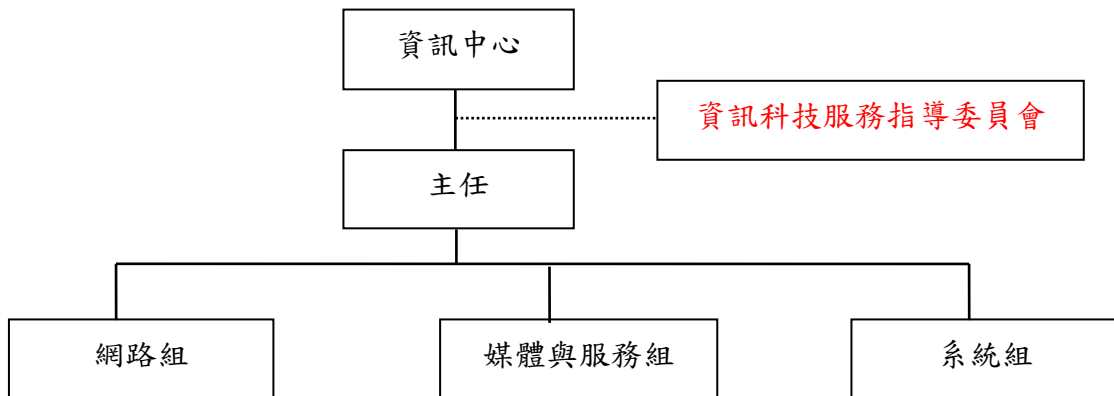 資訊中心
資訊科技服務指導委員會
主任
網路組
媒體與服務組
系統組